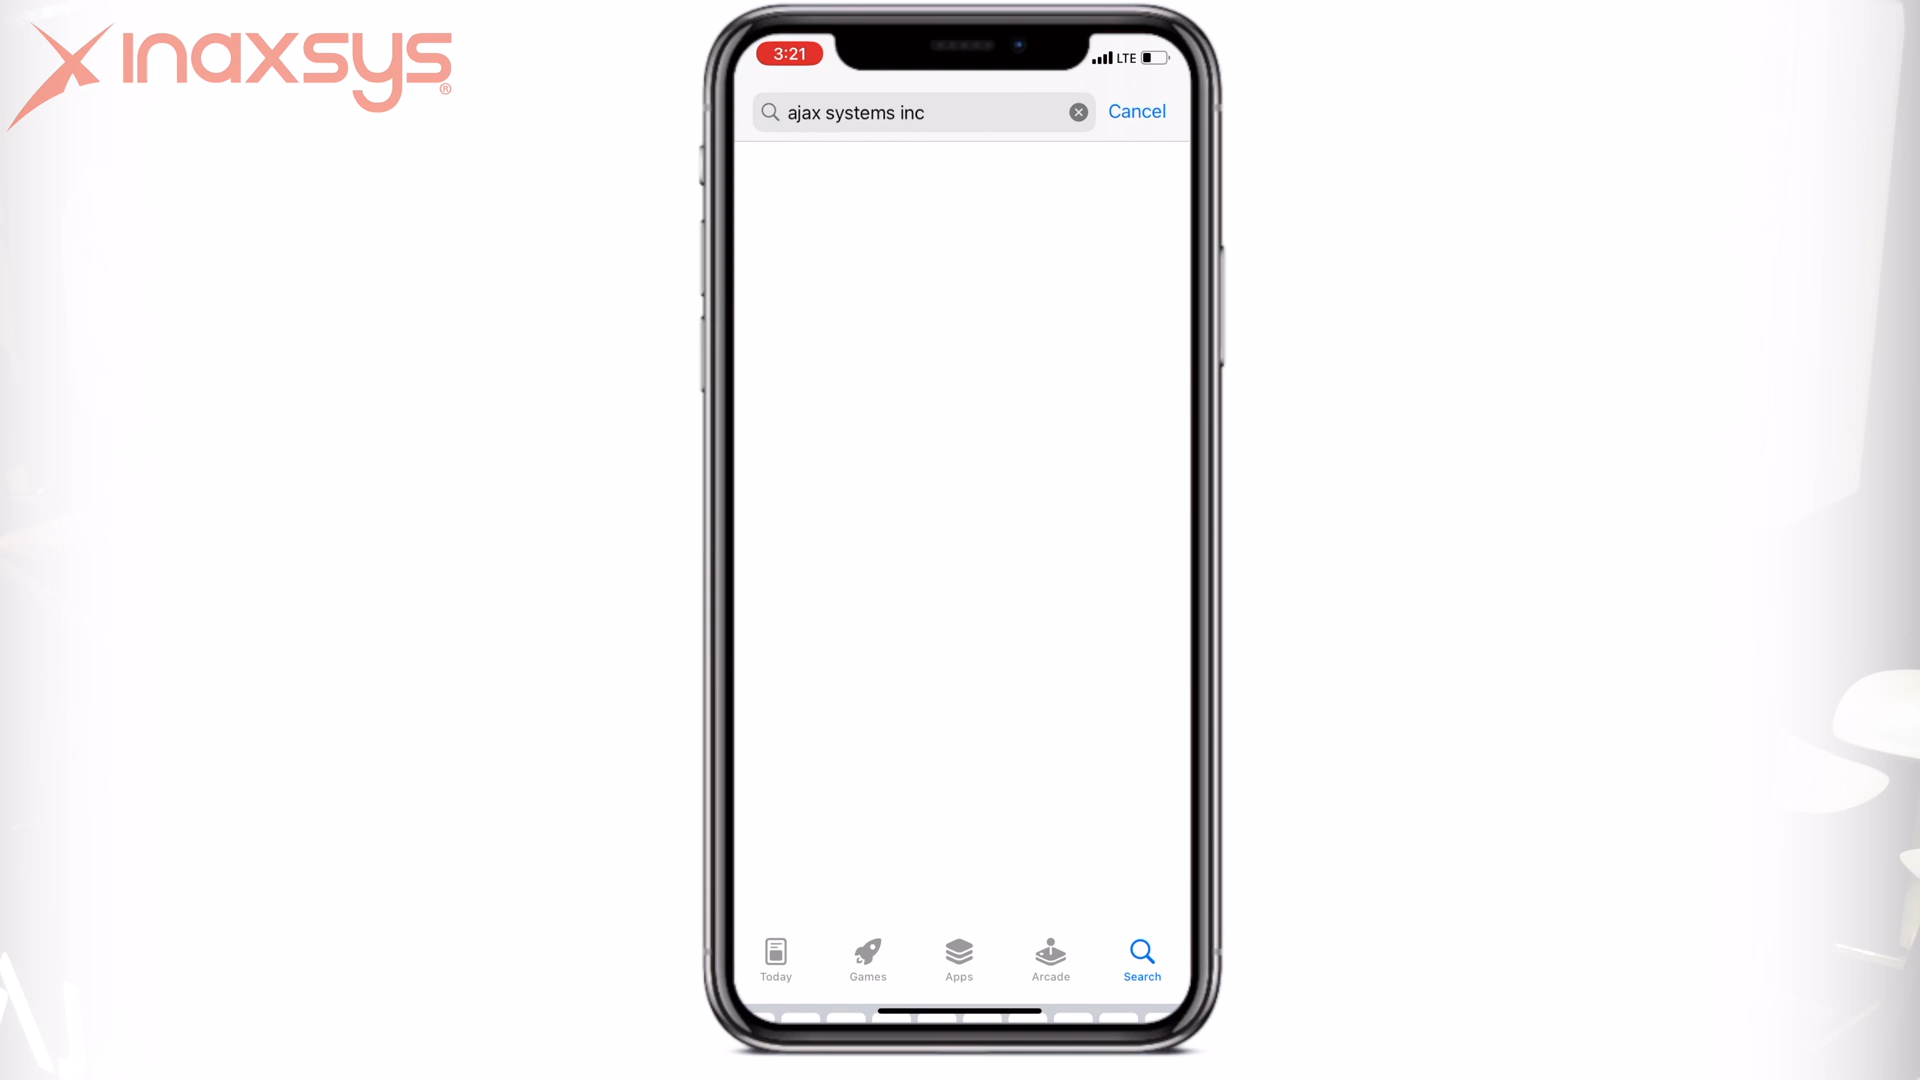 inaxsys®
3:21
LTE
ajax systems inc
Cancel
Today
Games
Apps
Arcade
Search